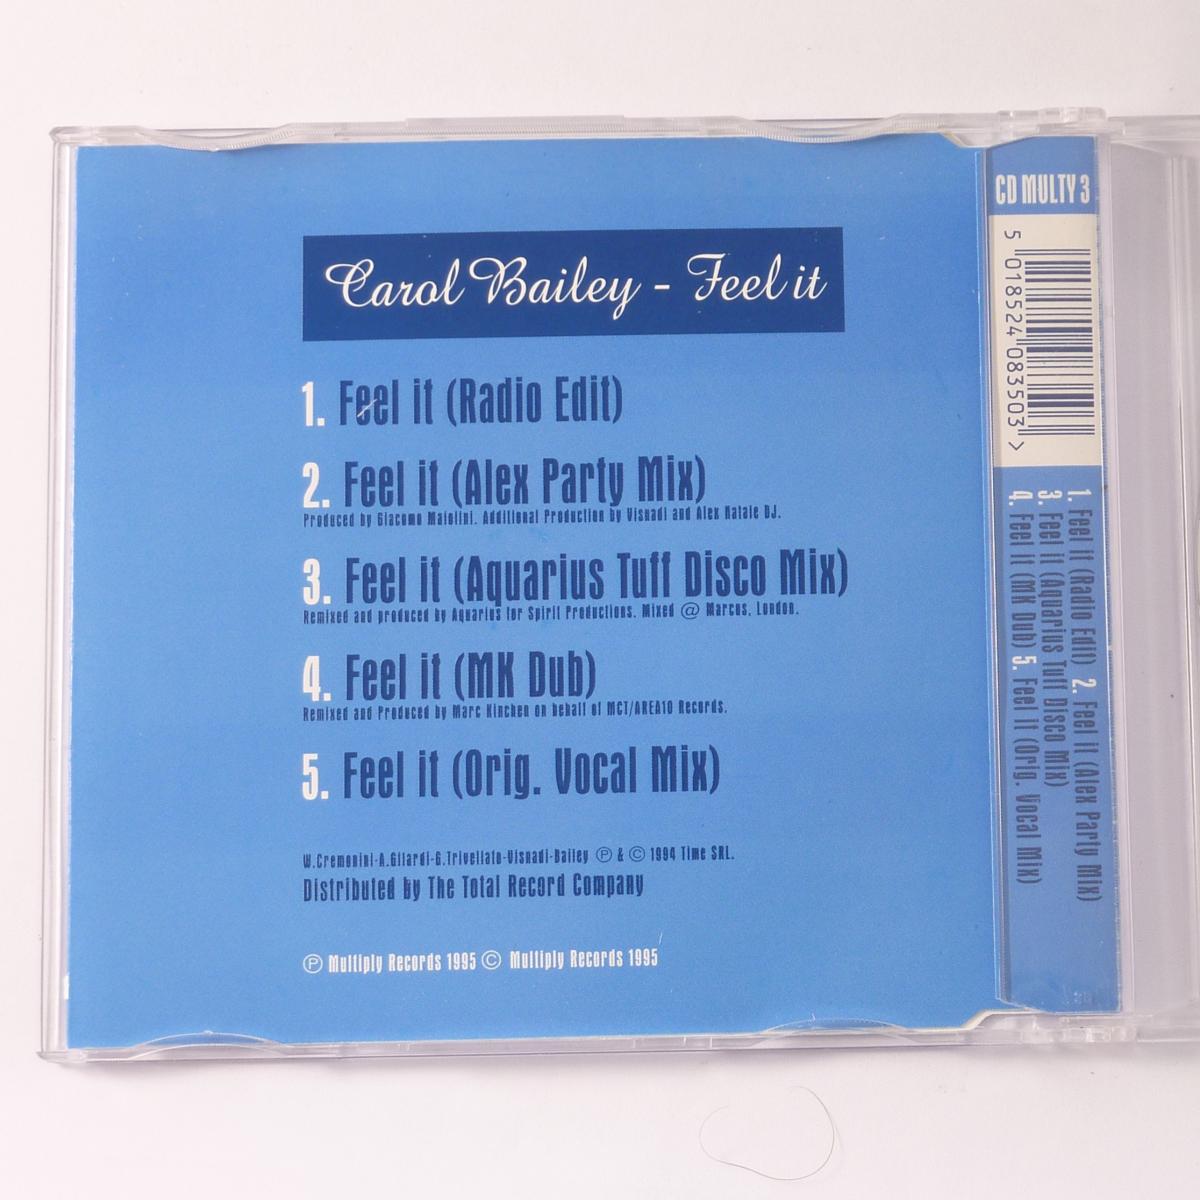 Carol Bailey - Feel it
1. Feel it (Radio Edit)
2. Feel it (Alex Party Mix)
Produced by Giacomo Maiolini. Additional Production by Visnadi and Alex Natale DJ.
3. Feel it (Aquarius Tuff Disco Mix)
Remixed and produced by Aquarius for Spirit Productions. Mixed @ Marcus, London.
4. Feel it (MK Dub)
Remixed and Produced by Marc Kinchen on behalf of MCT/AREA10 Records.
5. Feel it (Orig. Vocal Mix)
W.Cremonini-A.Gilardi-G.Trivellato-Visnadi-Bailey ℗ & © 1994 Time SRL.
Distributed by The Total Record Company
℗ Multiply Records 1995 © Multiply Records 1995
CD MULTY 3
5 018524 083503 >
1. Feel it (Radio Edit) 2. Feel it (Alex Party Mix)
3. Feel it (Aquarius Tuff Disco Mix)
4. Feel it (MK Dub) 5. Feel it (Orig. Vocal Mix)